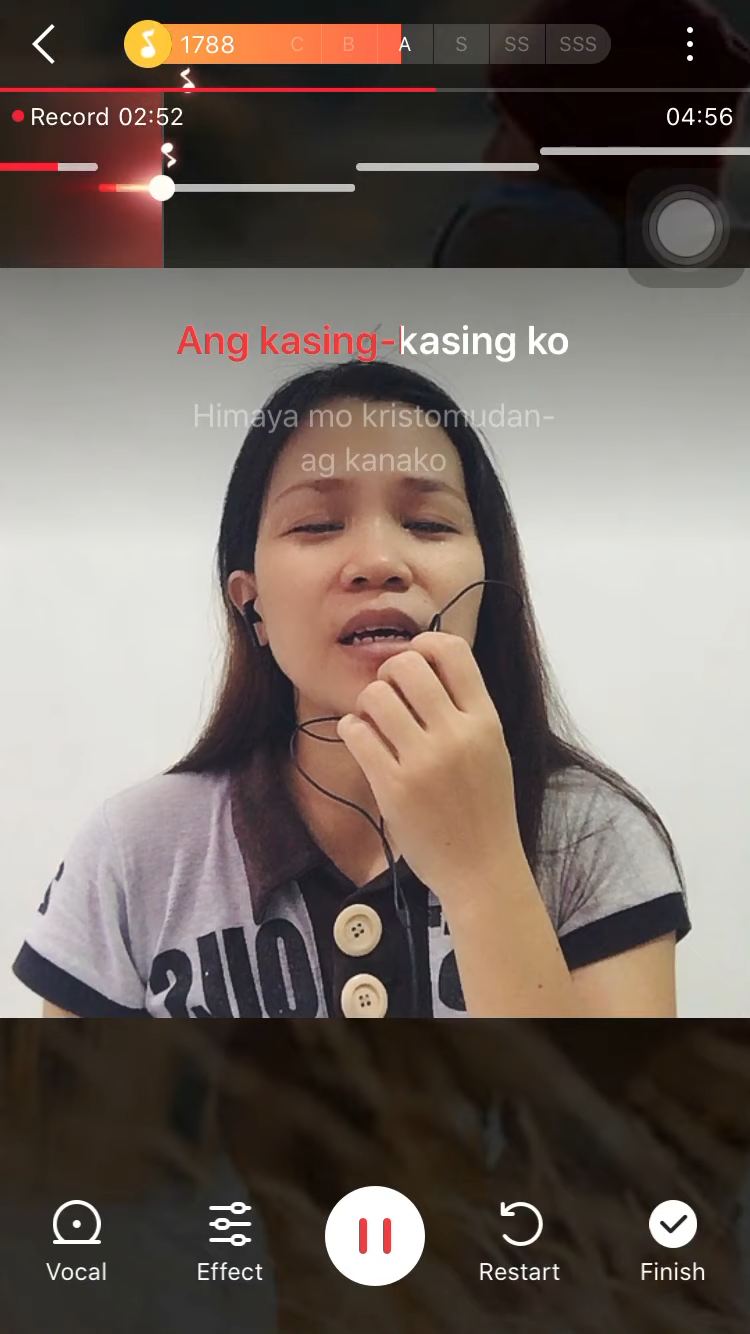 1788 C B A S SS SSS
Record 02:52 04:56
Ang kasing-kasing ko
Himaya mo kristomudan-
ag kanako
Vocal Effect Restart Finish